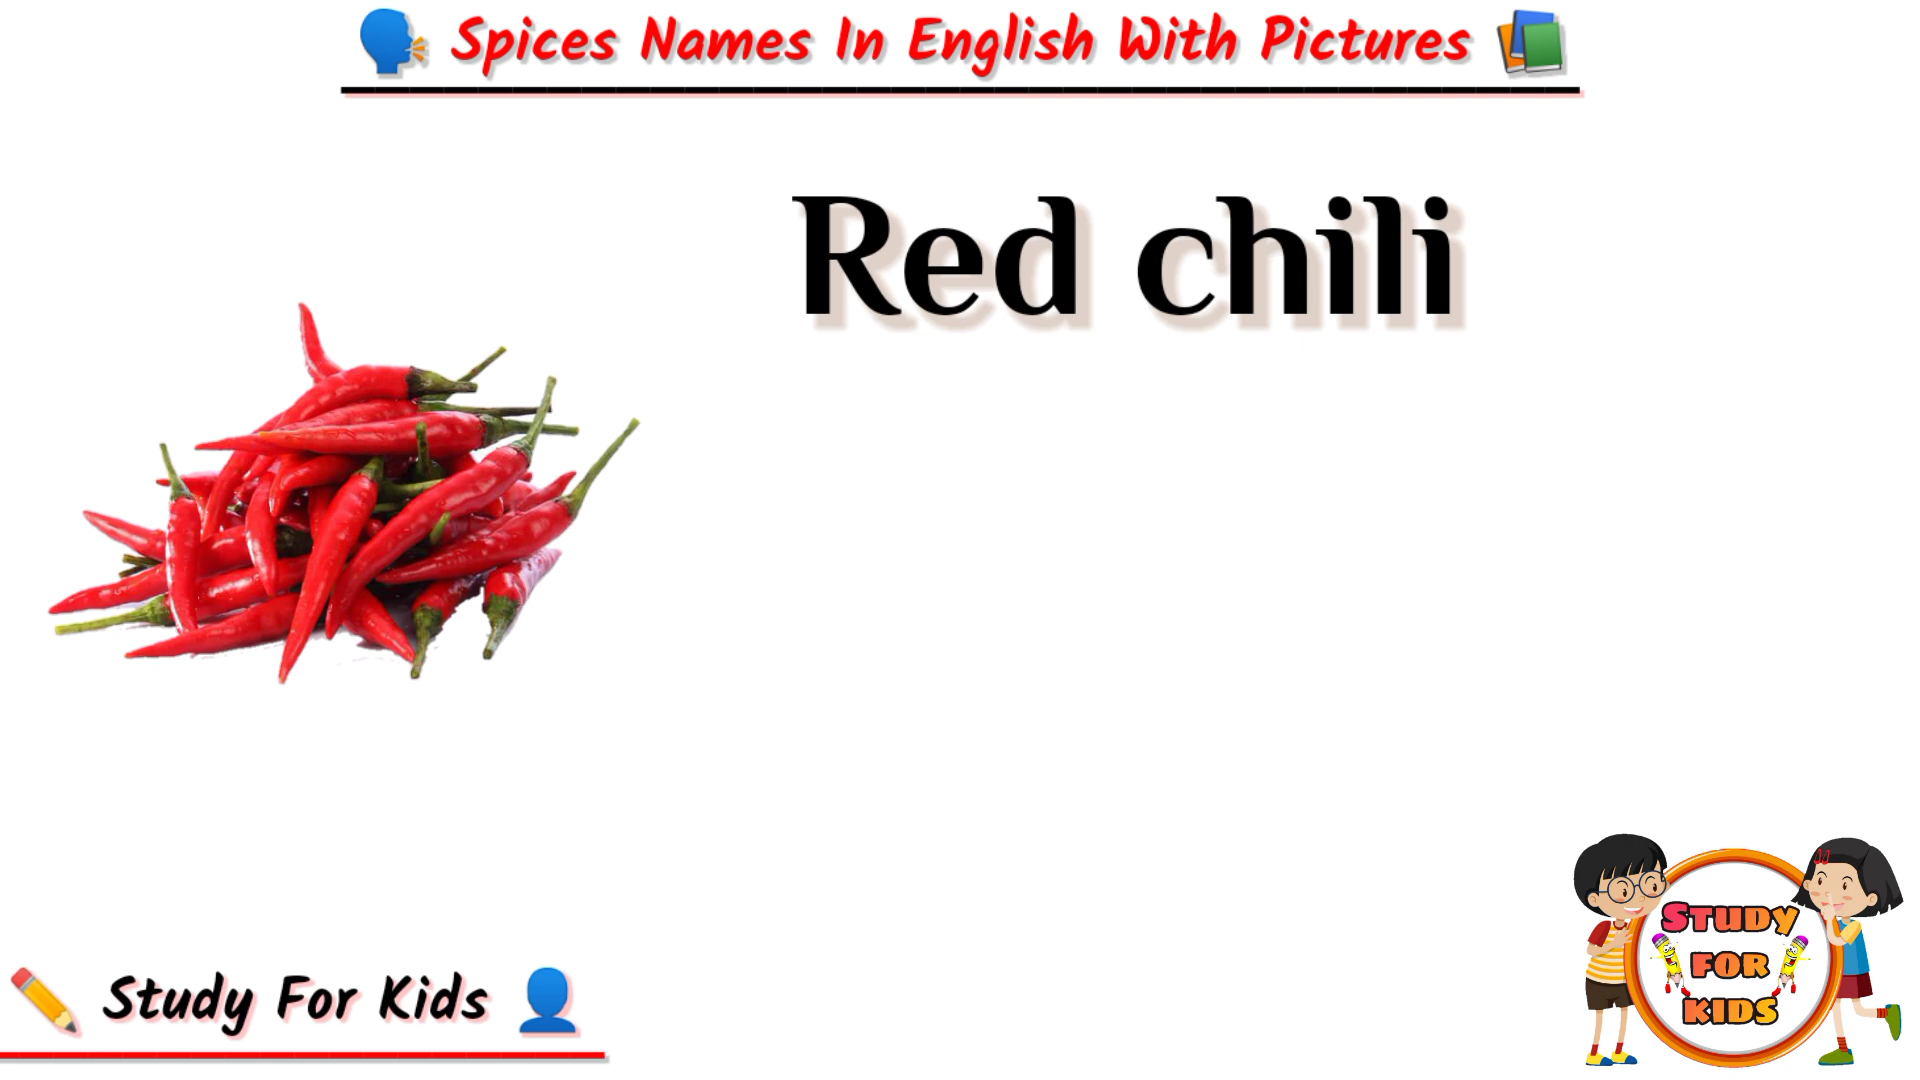 Spices Names In English With Pictures
Red chili
Study For Kids
STUDY
FOR
KIDS